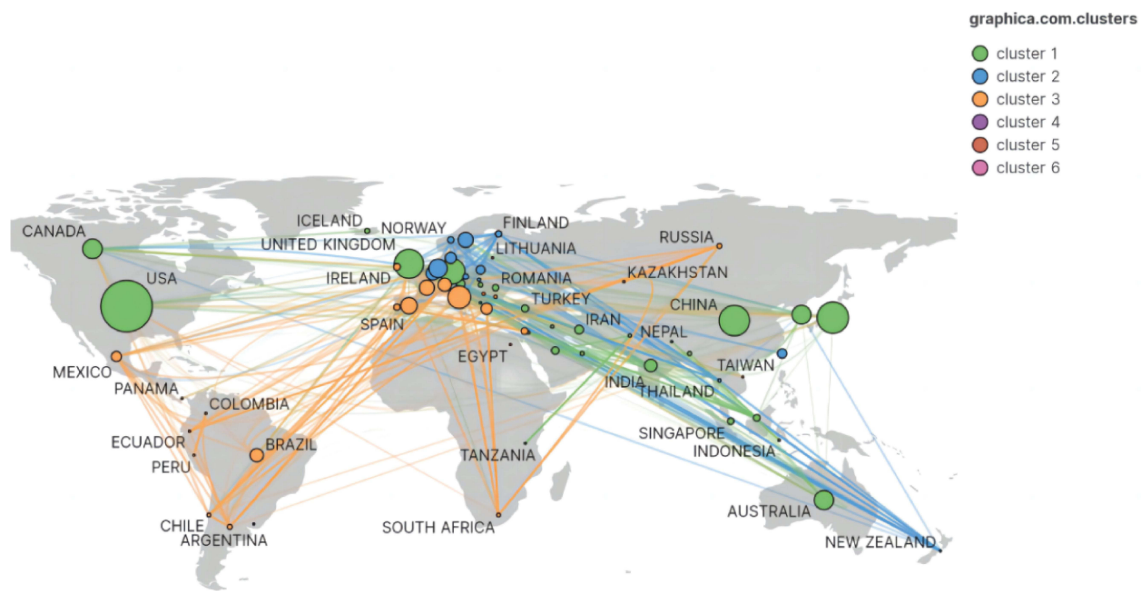 graphica.com.clusters
cluster 1
cluster 2
cluster 3
cluster 4
cluster 5
cluster 6
ICELAND
NORWAY
FINLAND
CANADA
UNITED KINGDOM
LITHUANIA
RUSSIA
USA
IRELAND
ROMANIA
KAZAKHSTAN
TURKEY
CHINA
SPAIN
IRAN
NEPAL
EGYPT
MEXICO
TAIWAN
PANAMA
INDIA
THAILAND
COLOMBIA
SINGAPORE
ECUADOR
BRAZIL
TANZANIA
INDONESIA
PERU
AUSTRALIA
CHILE
SOUTH AFRICA
ARGENTINA
NEW ZEALAND